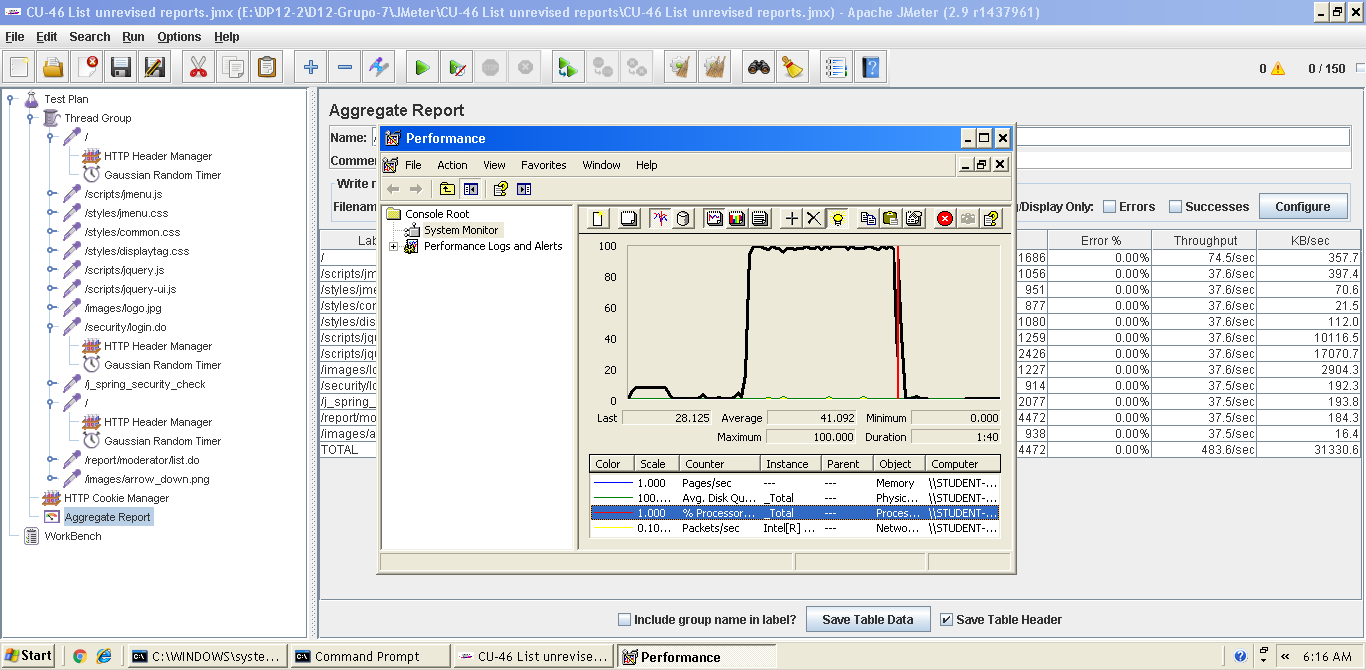 CU-46 List unrevised reports.jmx (E:\DP12-2\D12-Grupo-7\JMeter\CU-46 List unrevised reports\CU-46 List unrevised reports.jmx) - Apache JMeter (2.9 r1437961)
File Edit Search Run Options Help
0 0 / 150
Test Plan
Thread Group
/
HTTP Header Manager
Gaussian Random Timer
/scripts/jmenu.js
/styles/jmenu.css
/styles/common.css
/styles/displaytag.css
/scripts/jquery.js
/scripts/jquery-ui.js
/images/logo.jpg
/security/login.do
HTTP Header Manager
Gaussian Random Timer
/j_spring_security_check
/
HTTP Header Manager
Gaussian Random Timer
/report/moderator/list.do
/images/arrow_down.png
HTTP Cookie Manager
Aggregate Report
WorkBench
Aggregate Report
Name:
Comme
Write r
Filenam
/Display Only: Errors Successes Configure
Lab Error % Throughput KB/sec
/ 1686 0.00% 74.5/sec 357.7
/scripts/jm 1056 0.00% 37.6/sec 397.4
/styles/jme 951 0.00% 37.6/sec 70.6
/styles/cor 877 0.00% 37.6/sec 21.5
/styles/dis 1080 0.00% 37.6/sec 112.0
/scripts/jqu 1259 0.00% 37.6/sec 10116.5
/scripts/jqu 2426 0.00% 37.6/sec 17070.7
/images/lo 1227 0.00% 37.6/sec 2904.3
/security/lo 914 0.00% 37.5/sec 192.3
/j_spring_ 2077 0.00% 37.5/sec 193.8
/report/mo 4472 0.00% 37.5/sec 184.3
/images/a 938 0.00% 37.5/sec 16.4
TOTAL 4472 0.00% 483.6/sec 31330.6
Performance
File Action View Favorites Window Help
Console Root
System Monitor
Performance Logs and Alerts
100
80
60
40
20
0
Last 28.125 Average 41.092 Minimum 0.000
Maximum 100.000 Duration 1:40
Color Scale Counter Instance Parent Object Computer
1.000 Pages/sec --- --- Memory \\STUDENT-...
100.... Avg. Disk Qu... _Total --- Physic... \\STUDENT-...
1.000 % Processor... _Total --- Proces... \\STUDENT-...
0.10... Packets/sec Intel[R] ... --- Netwo... \\STUDENT-...
Include group name in label? Save Table Data Save Table Header
Start C:\WINDOWS\syste... Command Prompt CU-46 List unrevise... Performance 6:16 AM